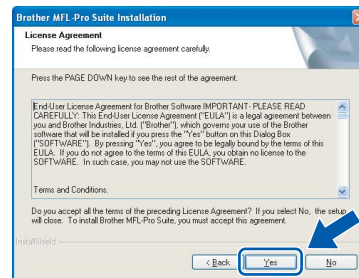 Brother MFL-Pro Suite Installation
License Agreement
Please read the following license agreement carefully.
Press the PAGE DOWN key to see the rest of the agreement.
End-User License Agreement for Brother Software IMPORTANT- PLEASE READ
CAREFULLY: This End-User License Agreement ("EULA") is a legal agreement between
you and Brother Industries, Ltd. ("Brother"), which governs your use of the Brother
software that will be installed if you press the "Yes" button on this Dialog Box
("SOFTWARE"). By pressing "Yes", you agree to be legally bound by the terms of this
EULA. If you do not agree to the terms of this EULA, you obtain no license to the
SOFTWARE. In such case, you may not use the SOFTWARE.
Terms and Conditions.
Do you accept all the terms of the preceding License Agreement? If you select No, the setup
will close. To install Brother MFL-Pro Suite, you must accept this agreement.
InstallShield
< Back Yes No